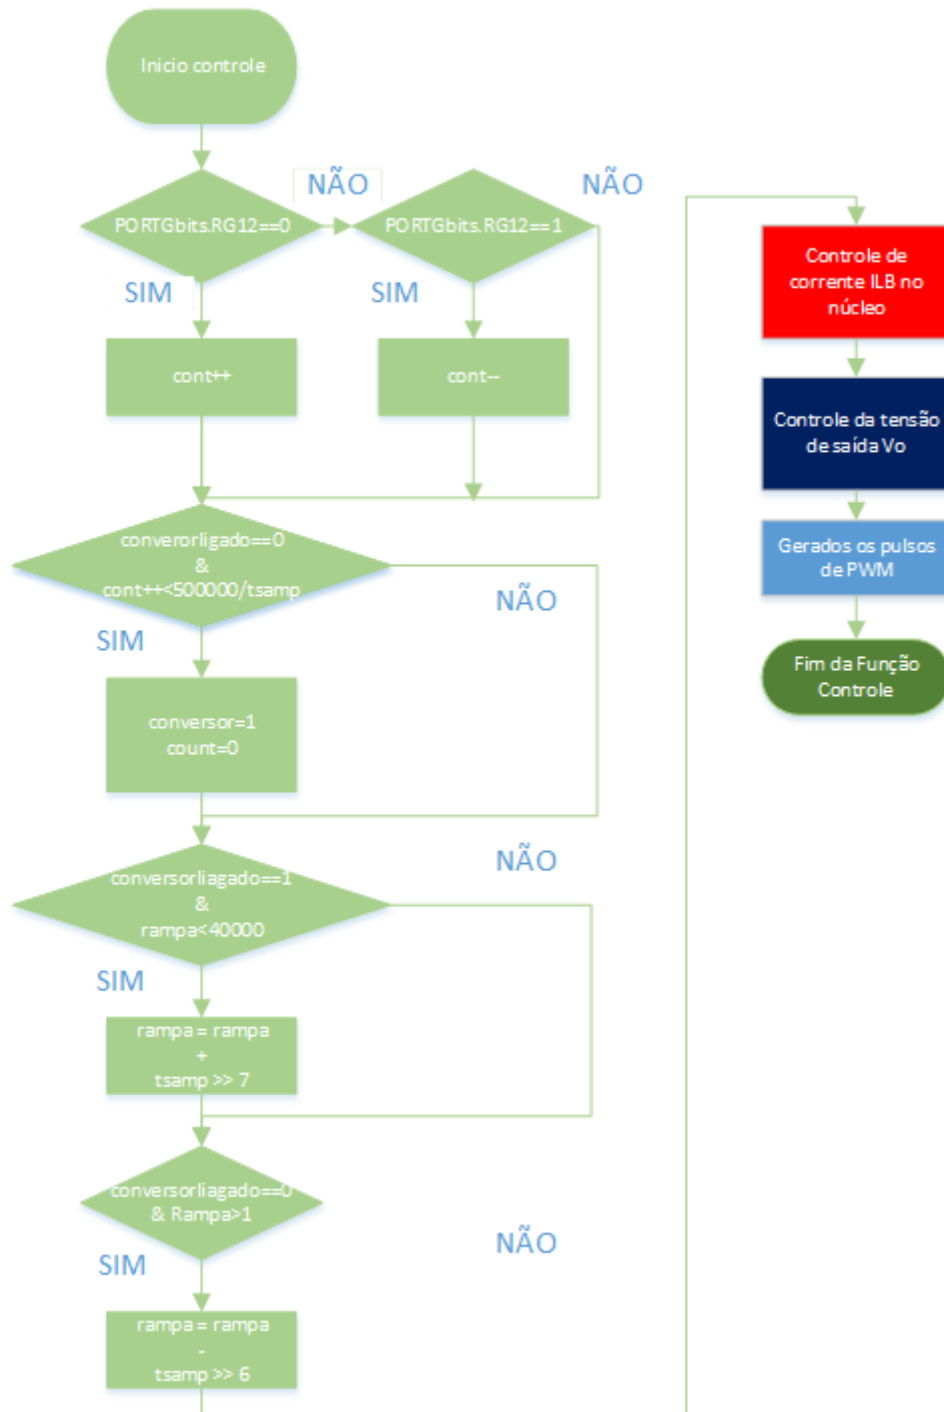 Inicio controle
PORTGbits.RG12==0
NÃO
PORTGbits.RG12==1
NÃO
SIM
SIM
cont++
cont--
converorligado==0
&
cont++<500000/tsamp
NÃO
SIM
conversor=1
count=0
NÃO
conversorliagado==1
&
rampa<40000
SIM
rampa = rampa
+
tsamp >> 7
conversorliagado==0
& Rampa>1
NÃO
SIM
rampa = rampa
-
tsamp >> 6
Controle de
corrente ILB no
núcleo
Controle da tensão
de saída Vo
Gerados os pulsos
de PWM
Fim da Função
Controle